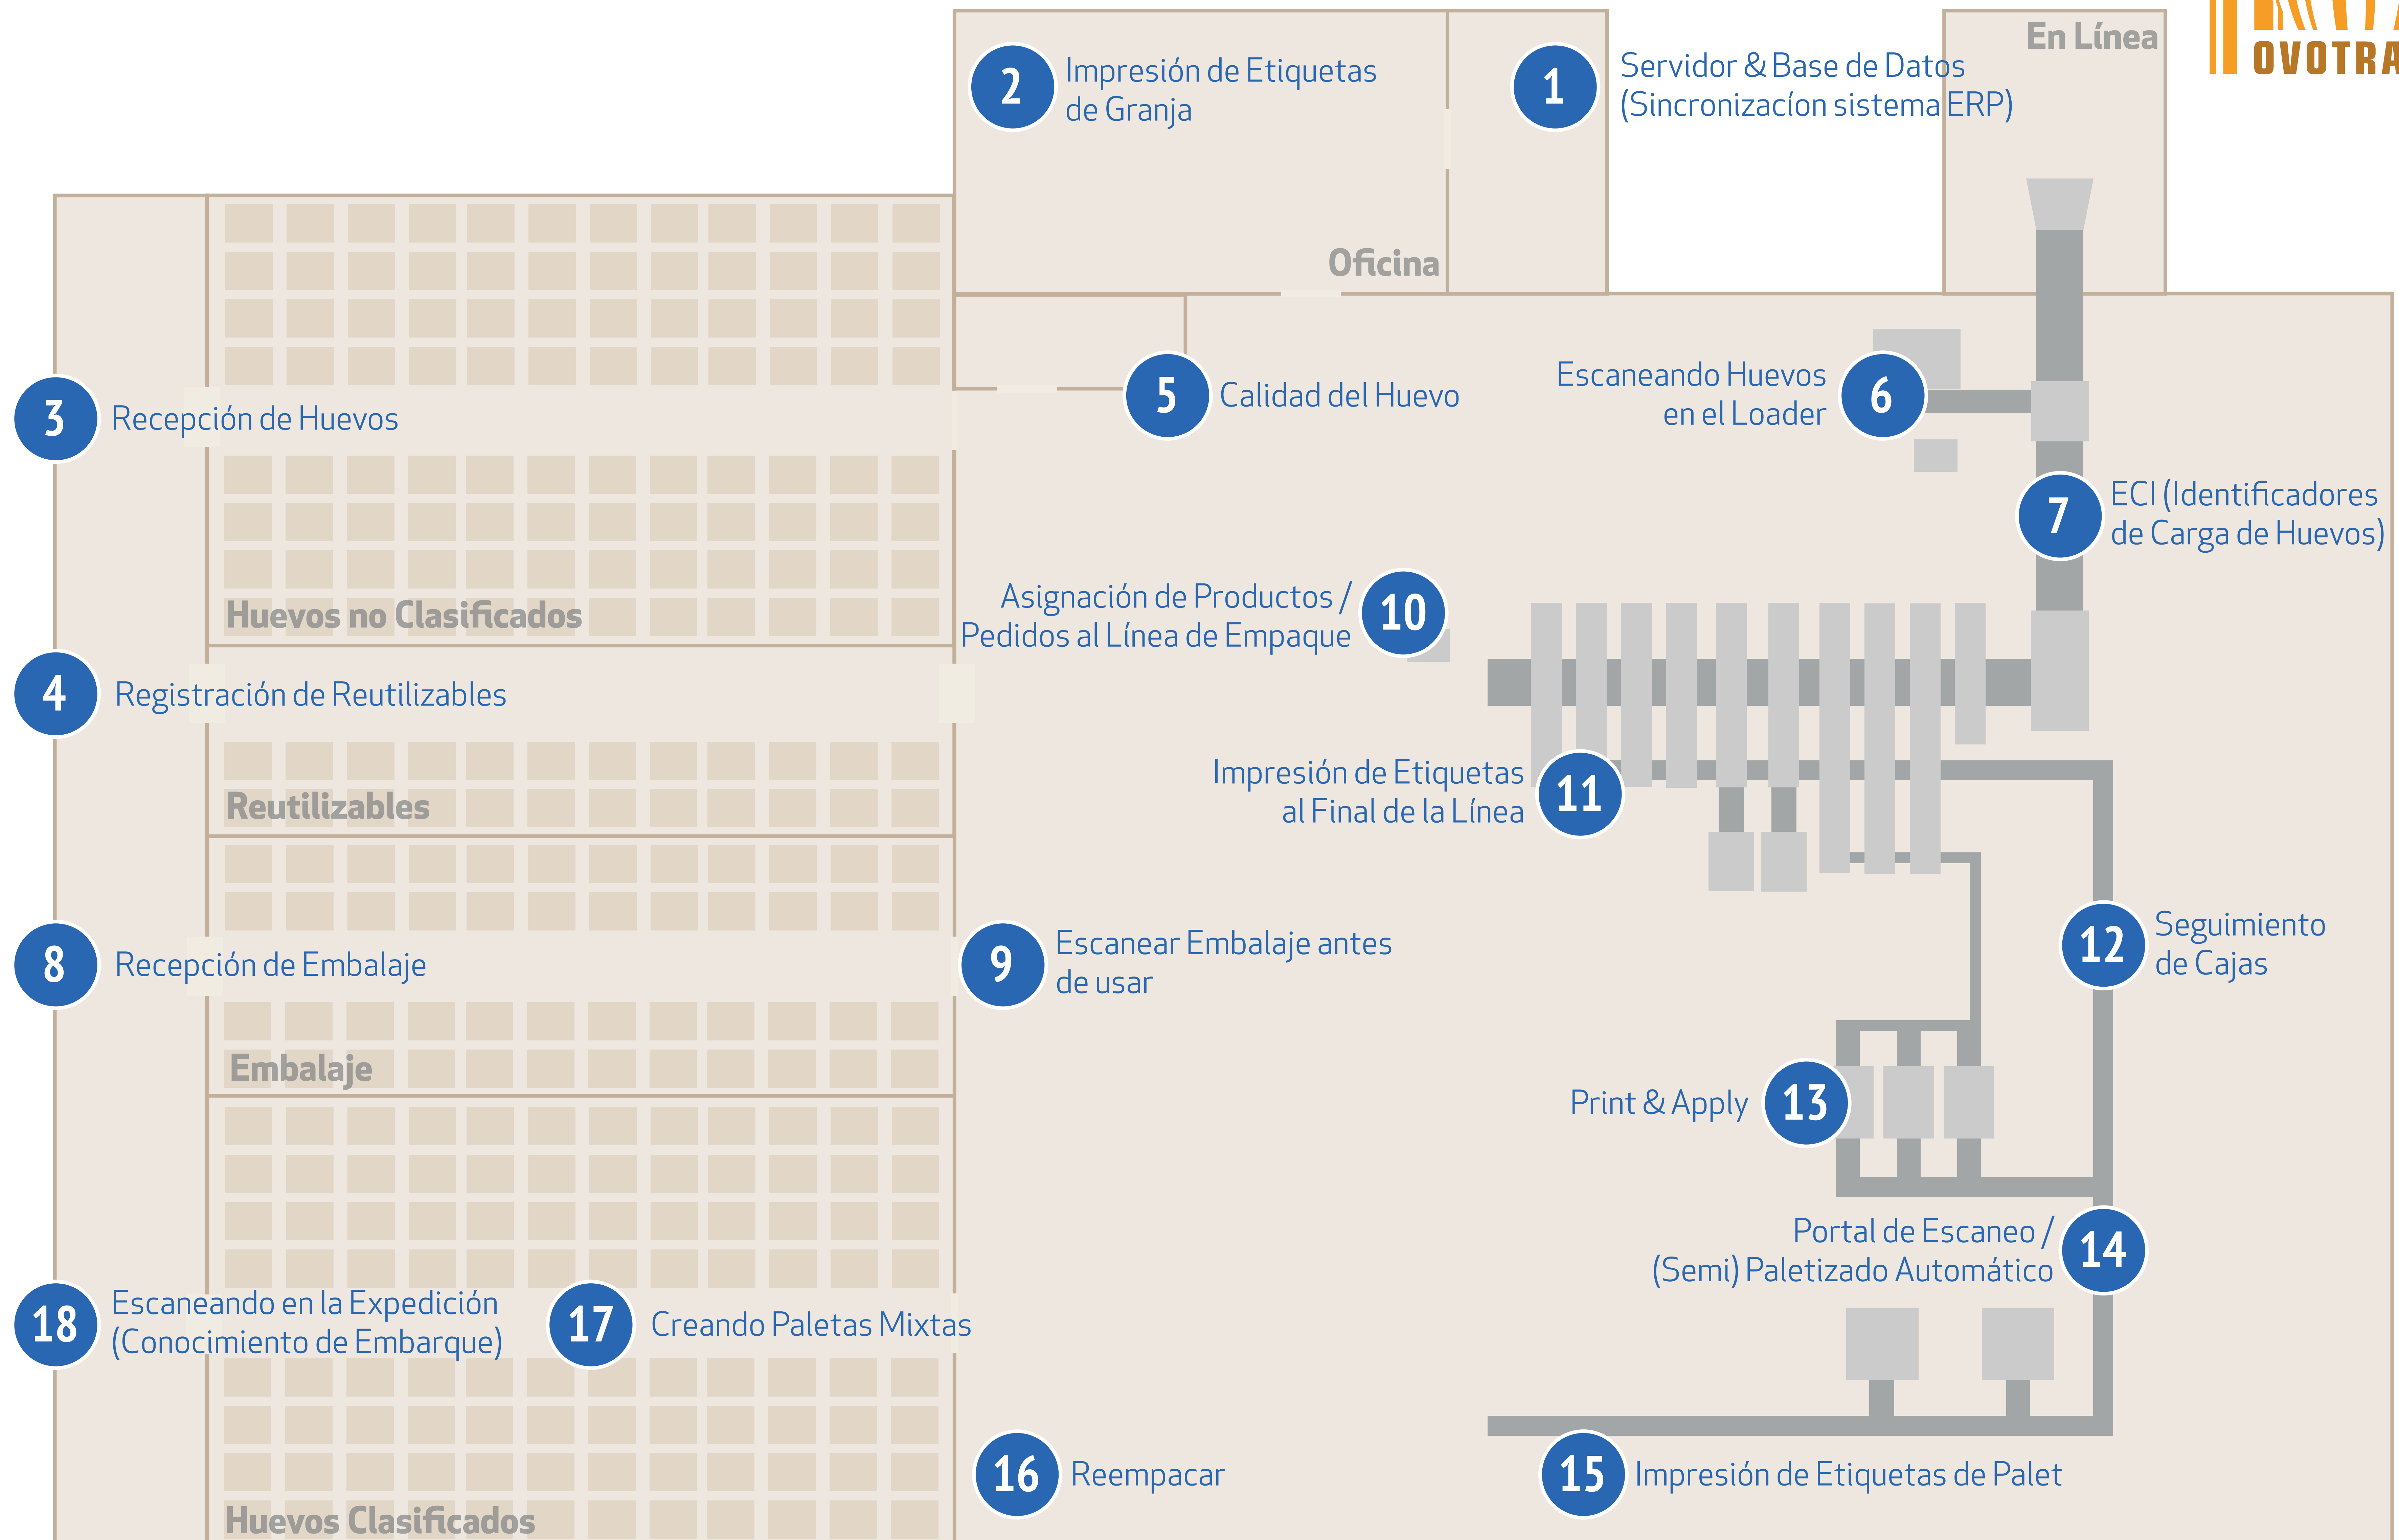 En Línea
OVOTRA
2
Impresión de Etiquetas
de Granja
1
Servidor & Base de Datos
(Sincronizacíon sistema ERP)
Oficina
3
Recepción de Huevos
5
Calidad del Huevo
Escaneando Huevos
en el Loader
6
7
ECI (Identificadores
de Carga de Huevos)
Huevos no Clasificados
Asignación de Productos /
Pedidos al Línea de Empaque
10
4
Registración de Reutilizables
Reutilizables
Impresión de Etiquetas
al Final de la Línea
11
8
Recepción de Embalaje
9
Escanear Embalaje antes
de usar
12
Seguimiento
de Cajas
Embalaje
Print & Apply
13
Portal de Escaneo /
(Semi) Paletizado Automático
14
18
Escaneando en la Expedición
(Conocimiento de Embarque)
17
Creando Paletas Mixtas
16
Reempacar
15
Impresión de Etiquetas de Palet
Huevos Clasificados